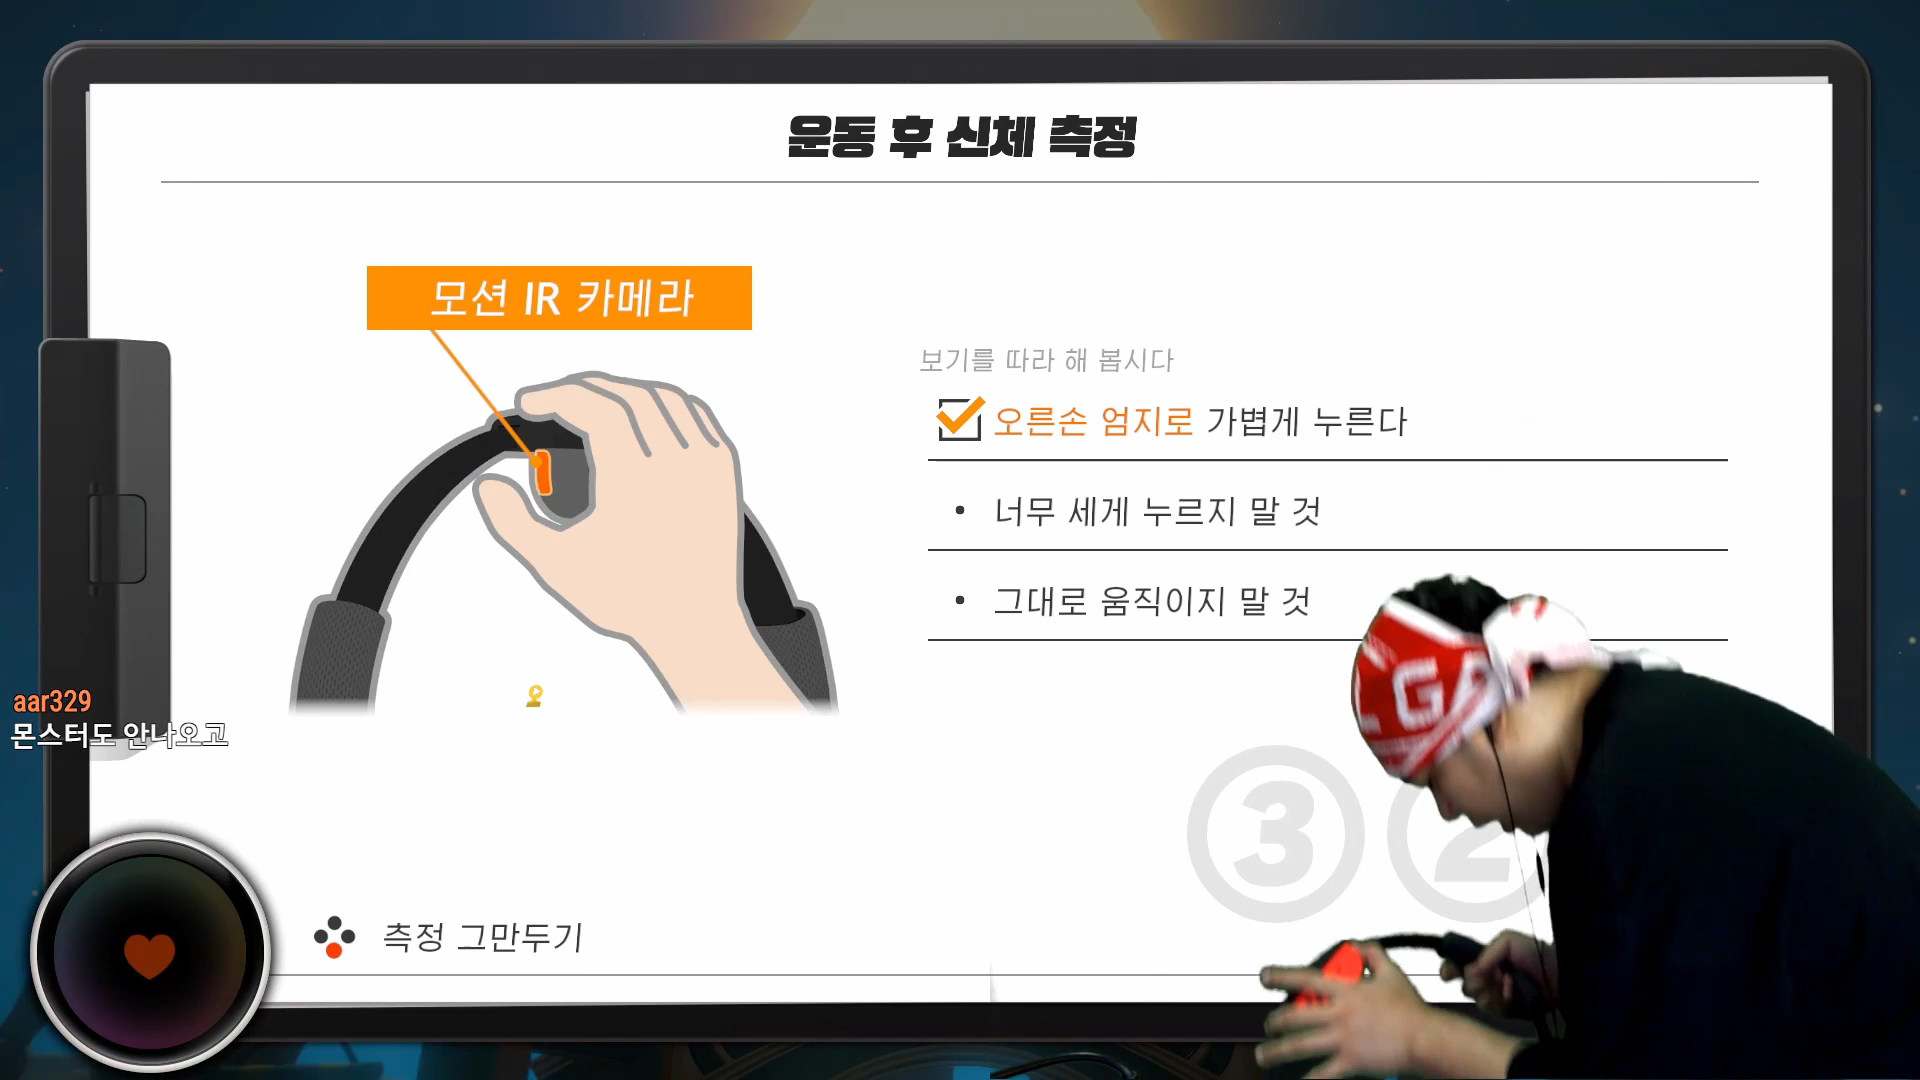 운동 후 신체 측정
모션 IR 카메라
보기를 따라 해 봅시다
오른손 엄지로 가볍게 누른다
• 너무 세게 누르지 말 것
• 그대로 움직이지 말 것
aar329
몬스터도 안나오고
3 2
측정 그만두기